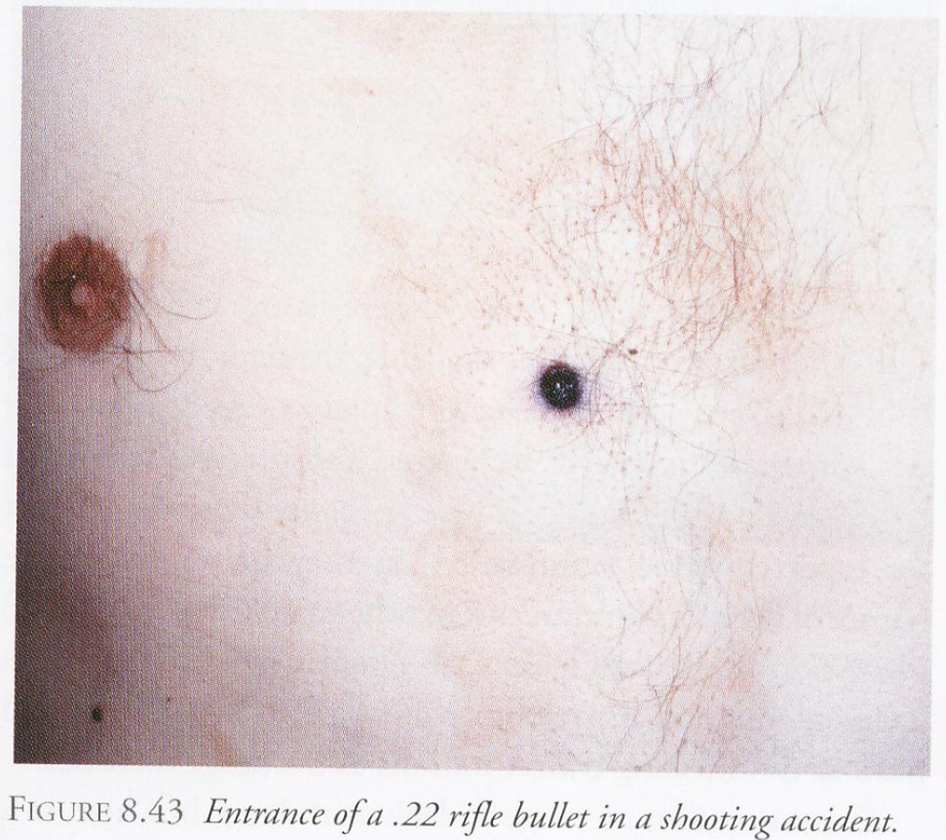 FIGURE 8.43 Entrance of a .22 rifle bullet in a shooting accident.